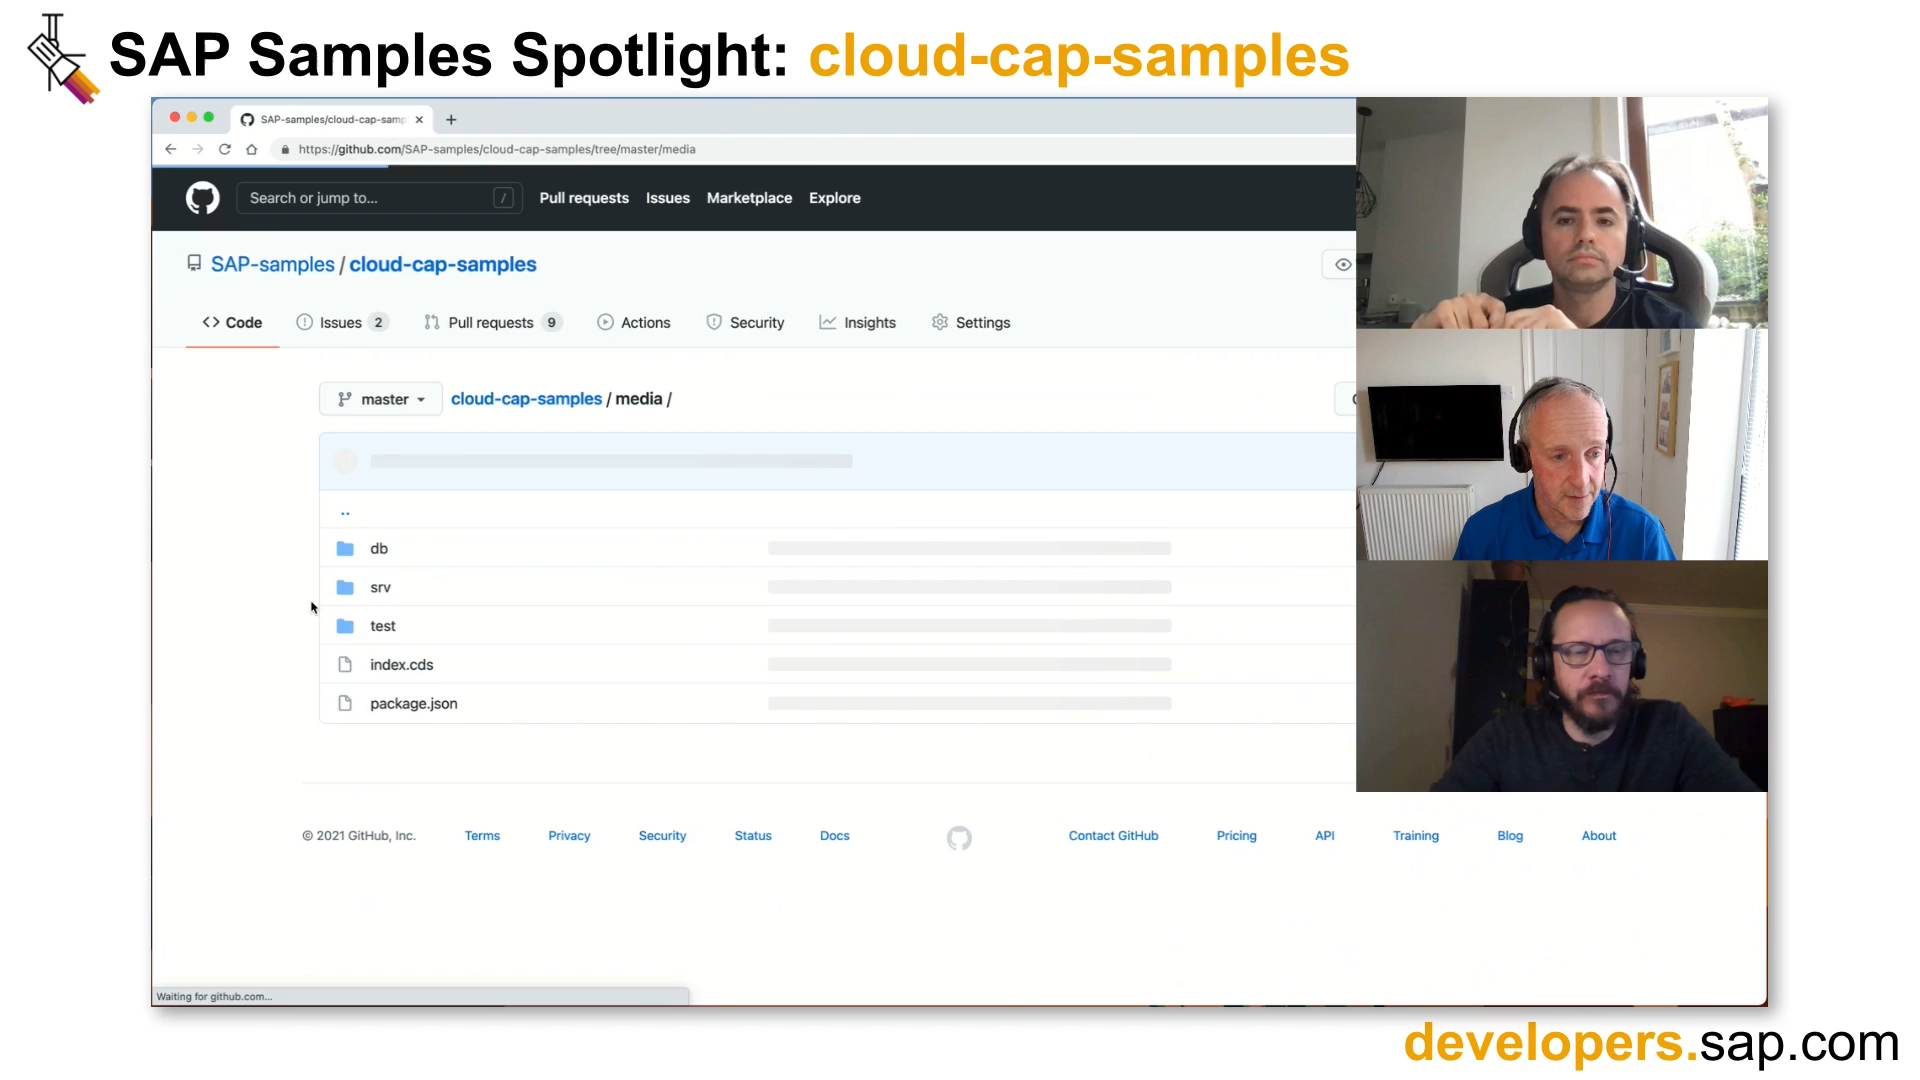 SAP Samples Spotlight: cloud-cap-samples
SAP-samples/cloud-cap-samp
https://github.com/SAP-samples/cloud-cap-samples/tree/master/media
Search or jump to... / Pull requests Issues Marketplace Explore
SAP-samples / cloud-cap-samples
Code Issues 2 Pull requests 9 Actions Security Insights Settings
master cloud-cap-samples / media /
..
db
srv
test
index.cds
package.json
© 2021 GitHub, Inc. Terms Privacy Security Status Docs Contact GitHub Pricing API Training Blog About
Waiting for github.com...
developers.sap.com